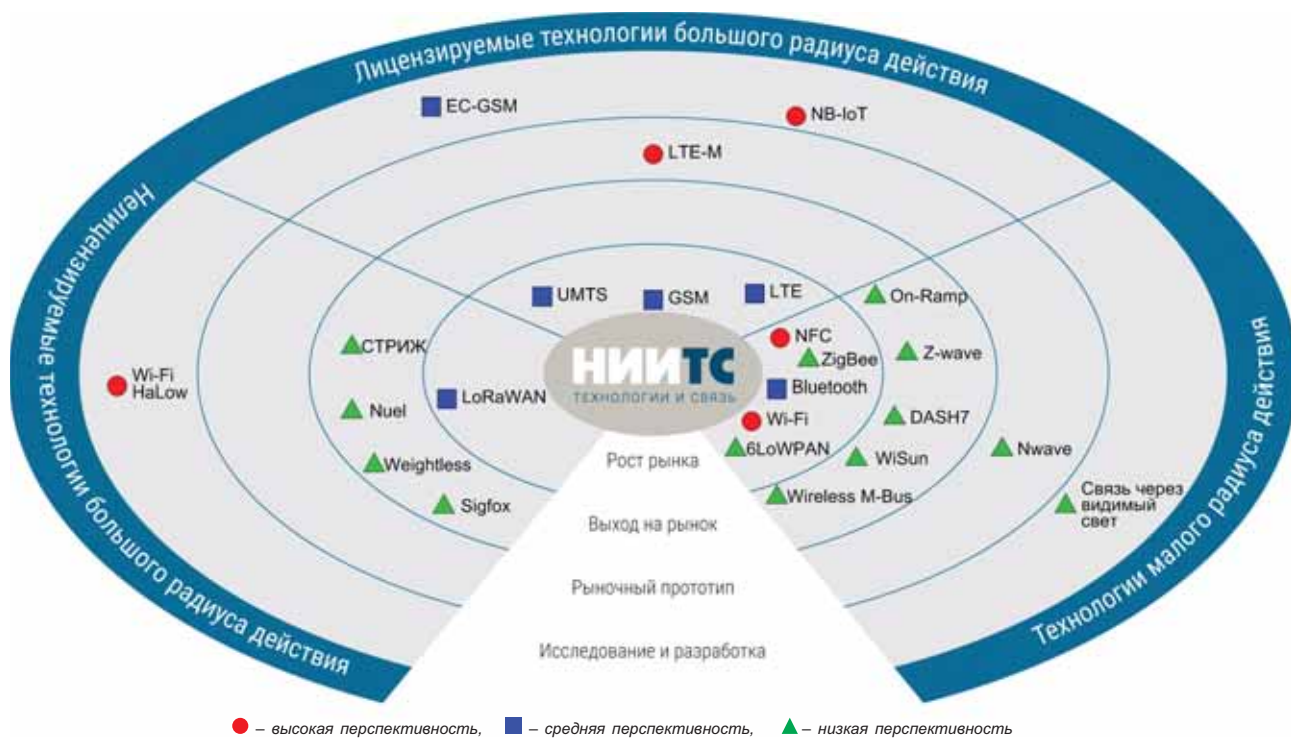 Лицензируемые технологии большого радиуса действия
Нелицензируемые технологии большого радиуса действия
Технологии малого радиуса действия
EC-GSM
NB-IoT
LTE-M
UMTS
GSM
LTE
On-Ramp
NFC
ZigBee
Z-wave
СТРИЖ
Wi-Fi
HaLow
LoRaWAN
Bluetooth
Nuel
Wi-Fi
DASH7
Weightless
6LoWPAN
WiSun
Nwave
Sigfox
Wireless M-Bus
Связь через
видимый
свет
НИИТС
ТЕХНОЛОГИИ И СВЯЗЬ
Рост рынка
Выход на рынок
Рыночный прототип
Исследование и разработка
– высокая перспективность, – средняя перспективность, – низкая перспективность